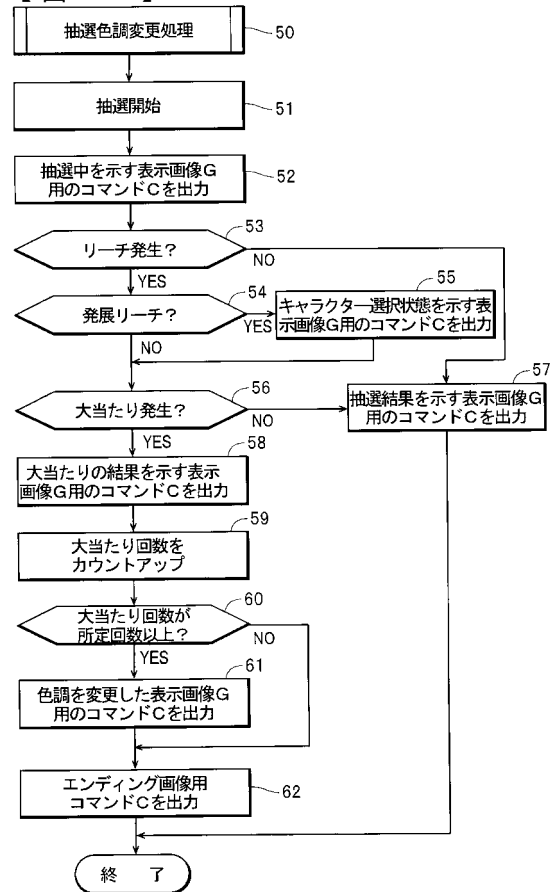 抽選色調変更処理
50
抽選開始
51
抽選中を示す表示画像G
用のコマンドCを出力
52
リーチ発生?
53
NO
YES
発展リーチ?
54
YES
NO
キャラクター選択状態を示す表
示画像G用のコマンドCを出力
55
大当たり発生?
56
NO
YES
抽選結果を示す表示画像G
用のコマンドCを出力
57
大当たりの結果を示す表示
画像G用のコマンドCを出力
58
大当たり回数を
カウントアップ
59
大当たり回数が
所定回数以上?
60
NO
YES
色調を変更した表示画像G
用のコマンドCを出力
61
エンディング画像用
コマンドCを出力
62
終 了